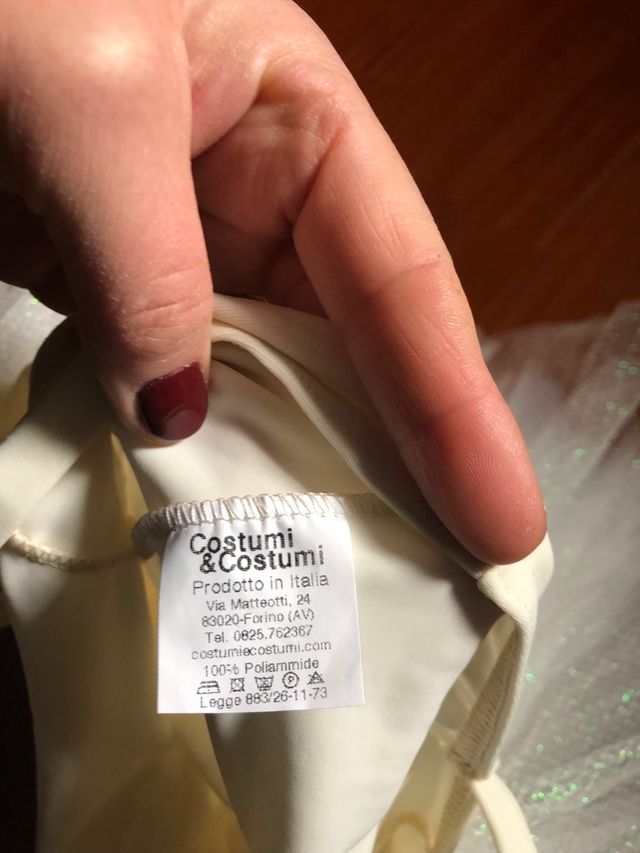 Costumi
&Costumi
Prodotto in Italia
Via Matteotti, 24
83020-Forino (AV)
Tel. 0825.762367
costumiecostumi.com
100% Poliammide
P A
Legge 883/26-11-73